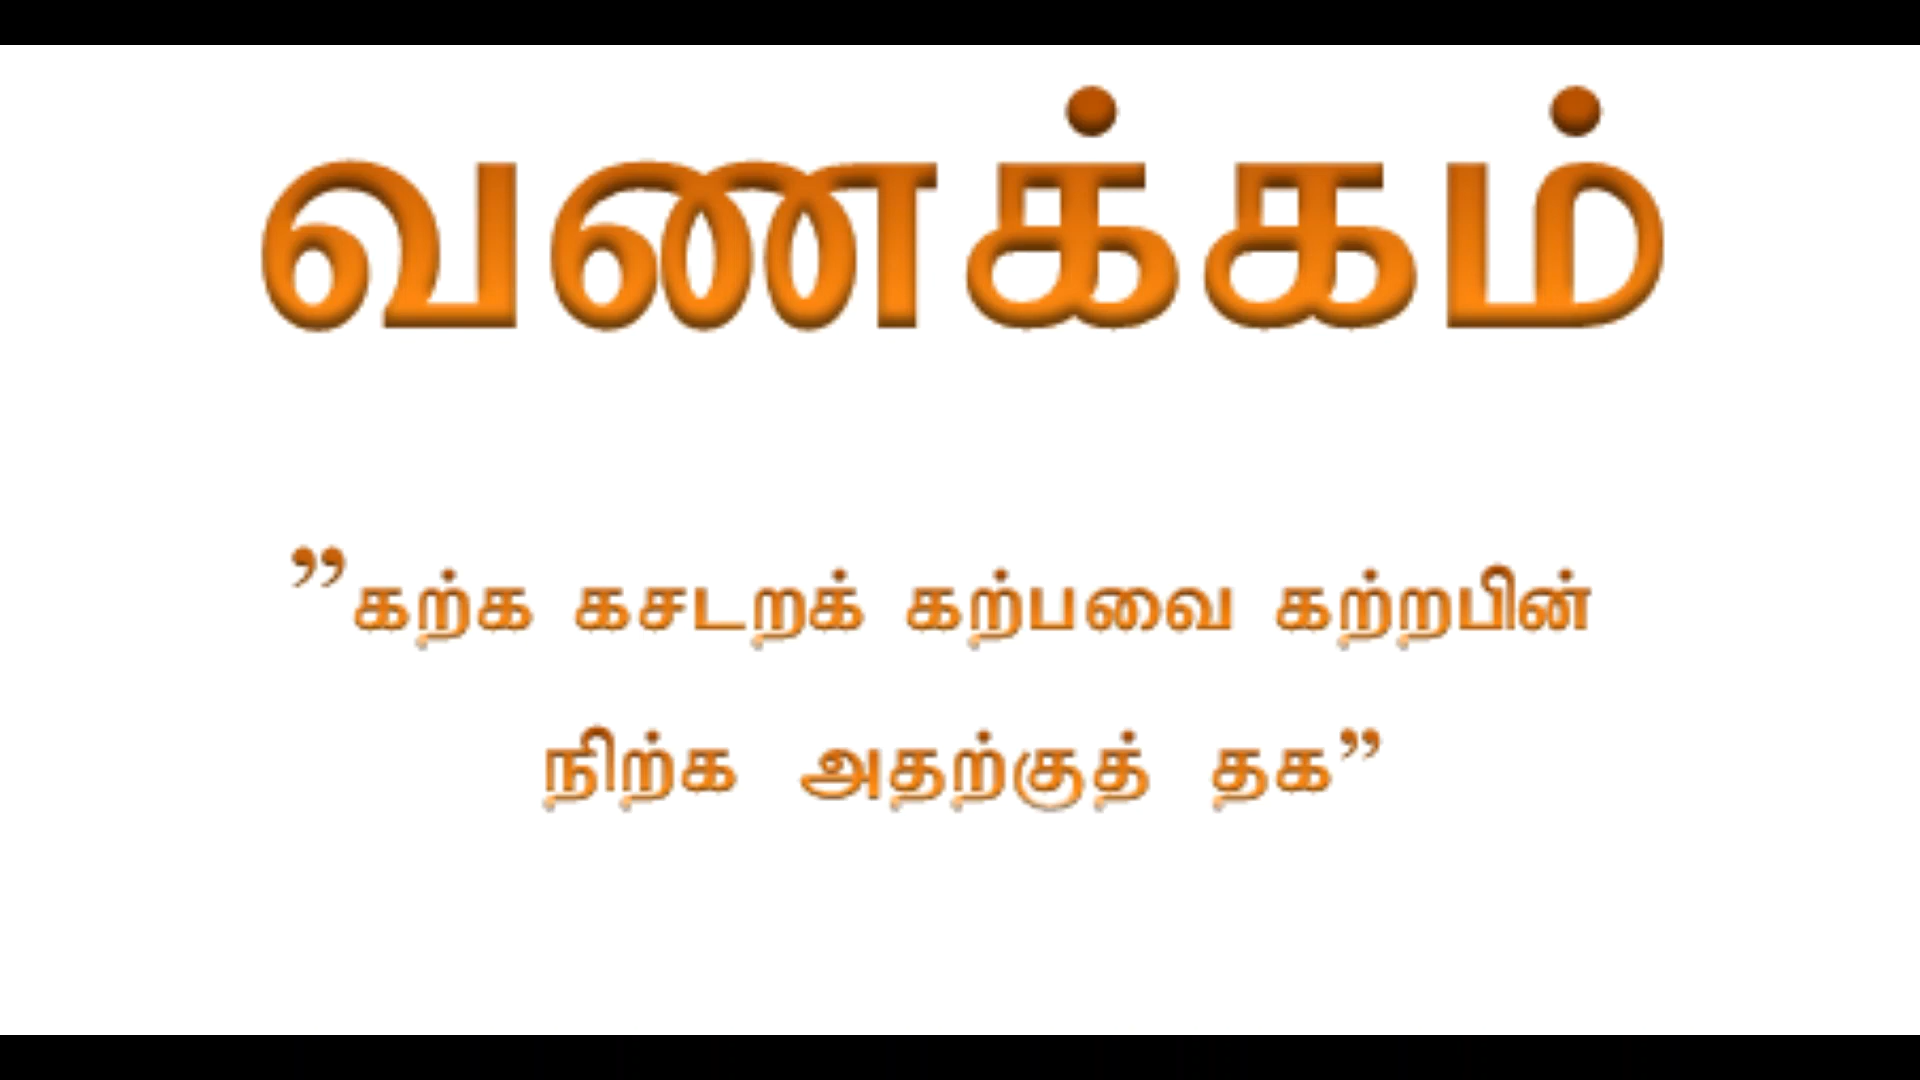 வணக்கம்
”கற்க கசடறக் கற்பவை கற்றபின்
நிற்க அதற்குத் தக”